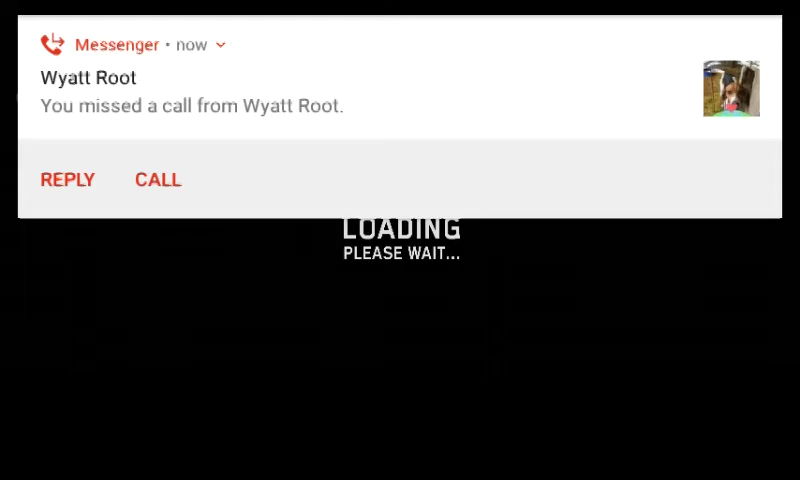 Messenger • now
Wyatt Root
You missed a call from Wyatt Root.
REPLY CALL
LOADING
PLEASE WAIT...